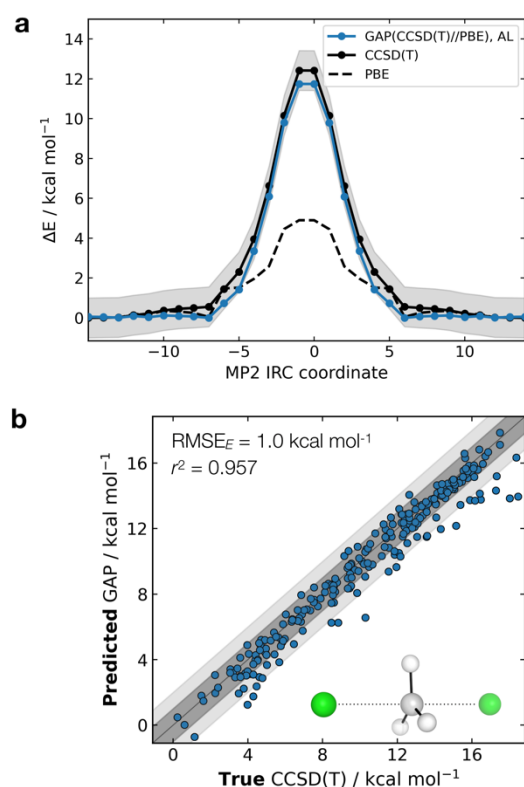 a
GAP(CCSD(T)//PBE), AL
CCSD(T)
PBE
14
12
10
8
6
4
2
0
ΔE / kcal mol⁻¹
−10
−5
0
5
10
MP2 IRC coordinate
b
RMSE_E = 1.0 kcal mol⁻¹
r² = 0.957
16
12
8
4
0
Predicted GAP / kcal mol⁻¹
0
4
8
12
16
True CCSD(T) / kcal mol⁻¹